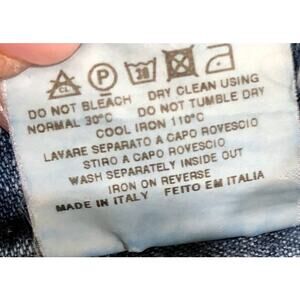 CL P 30
DO NOT BLEACH DRY CLEAN USING
NORMAL 30°C DO NOT TUMBLE DRY
COOL IRON 110°C
LAVARE SEPARATO A CAPO ROVESCIO
STIRO A CAPO ROVESCIO
WASH SEPARATELY INSIDE OUT
IRON ON REVERSE
MADE IN ITALY FEITO EM ITALIA